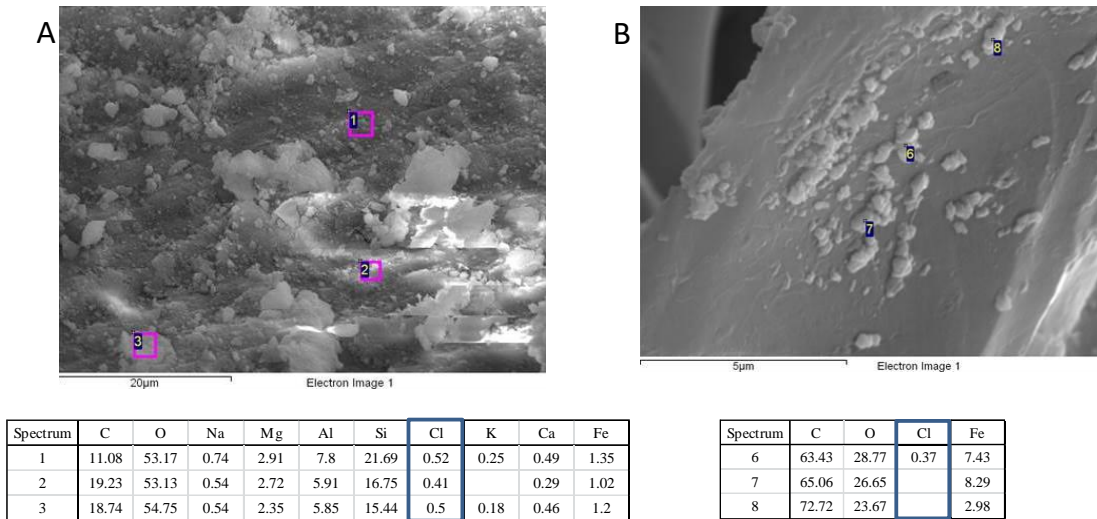 A
B
1
2
3
8
6
7
20µm Electron Image 1
5µm Electron Image 1
Spectrum C O Na Mg Al Si Cl K Ca Fe
1 11.08 53.17 0.74 2.91 7.8 21.69 0.52 0.25 0.49 1.35
2 19.23 53.13 0.54 2.72 5.91 16.75 0.41 0.29 1.02
3 18.74 54.75 0.54 2.35 5.85 15.44 0.5 0.18 0.46 1.2
Spectrum C O Cl Fe
6 63.43 28.77 0.37 7.43
7 65.06 26.65 8.29
8 72.72 23.67 2.98